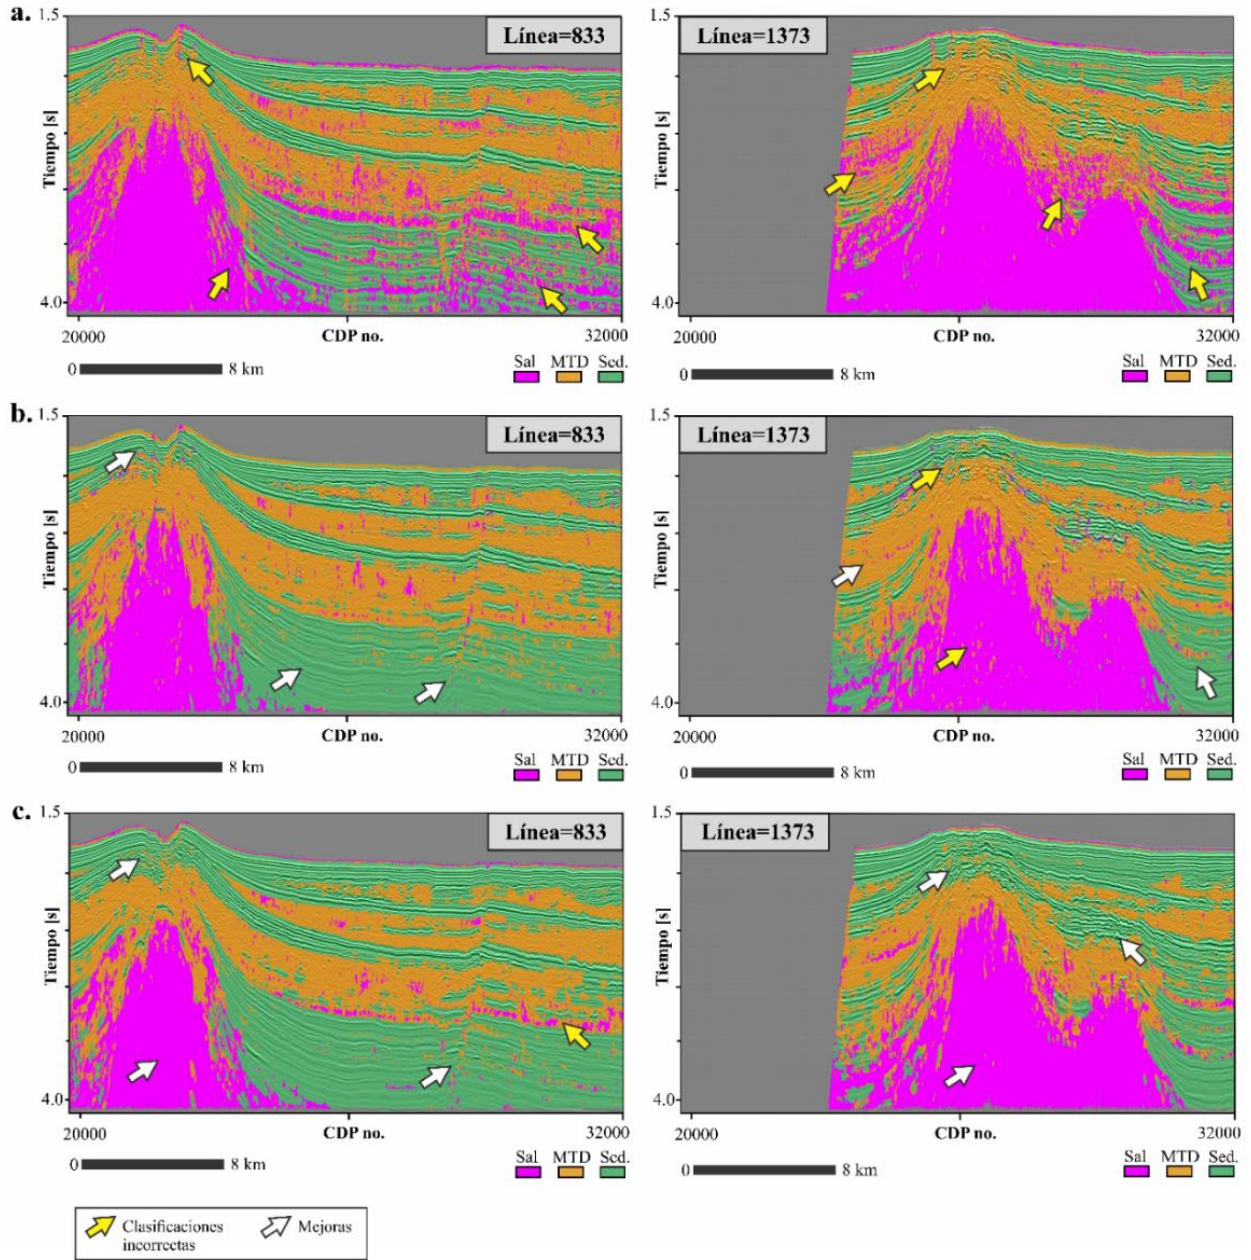 a.
1.5
Línea=833
Línea=1373
Tiempo [s]
Tiempo [s]
4.0
4.0
20000
CDP no.
32000
20000
CDP no.
32000
0
8 km
Sal
MTD
Sed.
0
8 km
Sal
MTD
Sed.
b.
1.5
Línea=833
1.5
Línea=1373
Tiempo [s]
Tiempo [s]
4.0
4.0
20000
CDP no.
32000
20000
CDP no.
32000
0
8 km
Sal
MTD
Sed.
0
8 km
Sal
MTD
Sed.
c.
1.5
Línea=833
1.5
Línea=1373
Tiempo [s]
Tiempo [s]
4.0
4.0
20000
CDP no.
32000
20000
CDP no.
32000
0
8 km
Sal
MTD
Sed.
0
8 km
Sal
MTD
Sed.
Clasificaciones
incorrectas
Mejoras